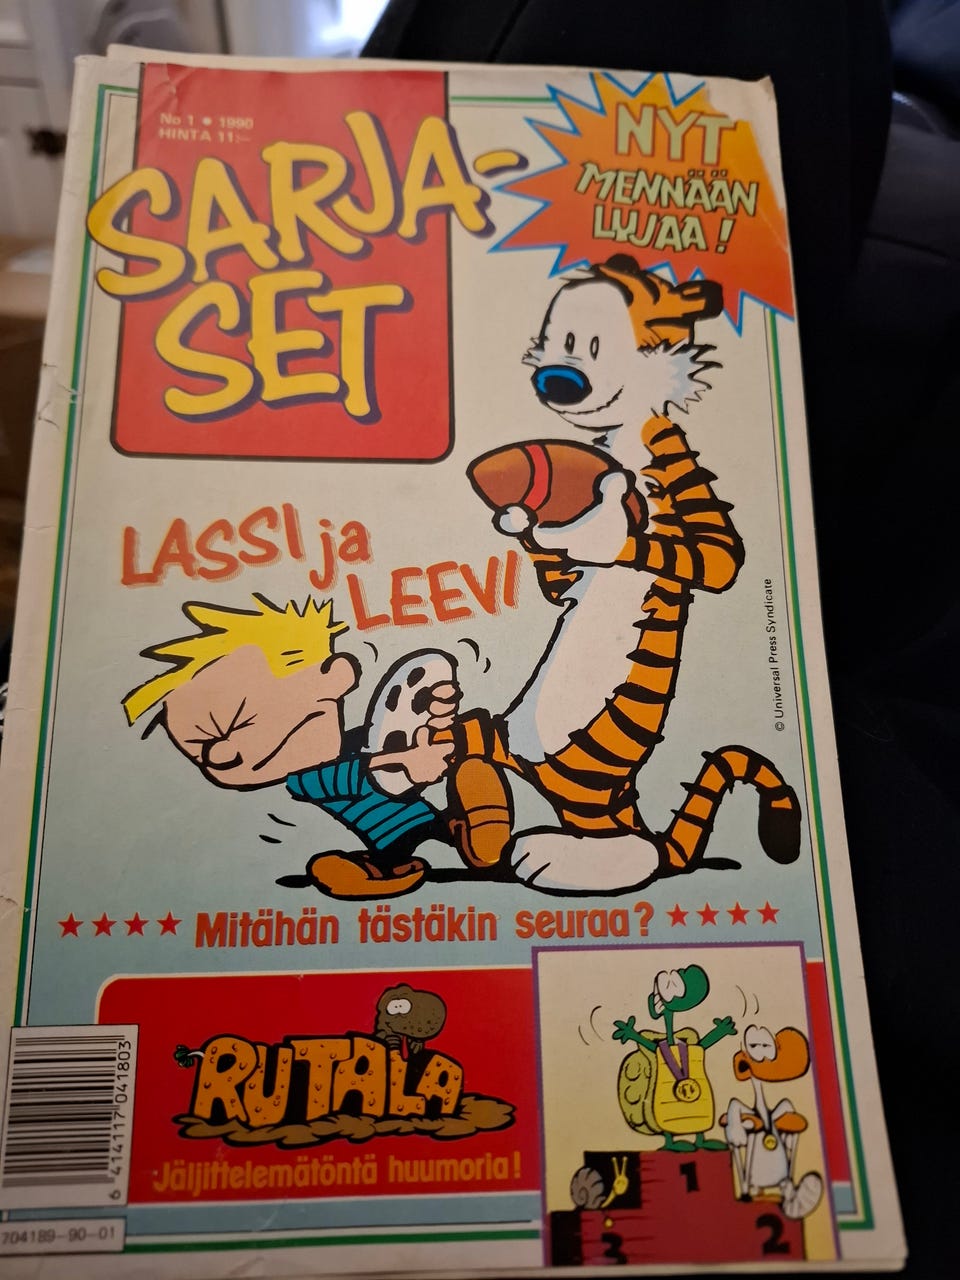 No 1 • 1990
HINTA 11:–
SARJA-
SET
NYT
MENNÄÄN
LUJAA !
LASSI ja
LEEVI
© Universal Press Syndicate
★★★★ Mitähän tästäkin seuraa? ★★★★
RUTALA
Jäljittelemätöntä huumoria!
1
2
3
6 414117 041803
704189–90–01